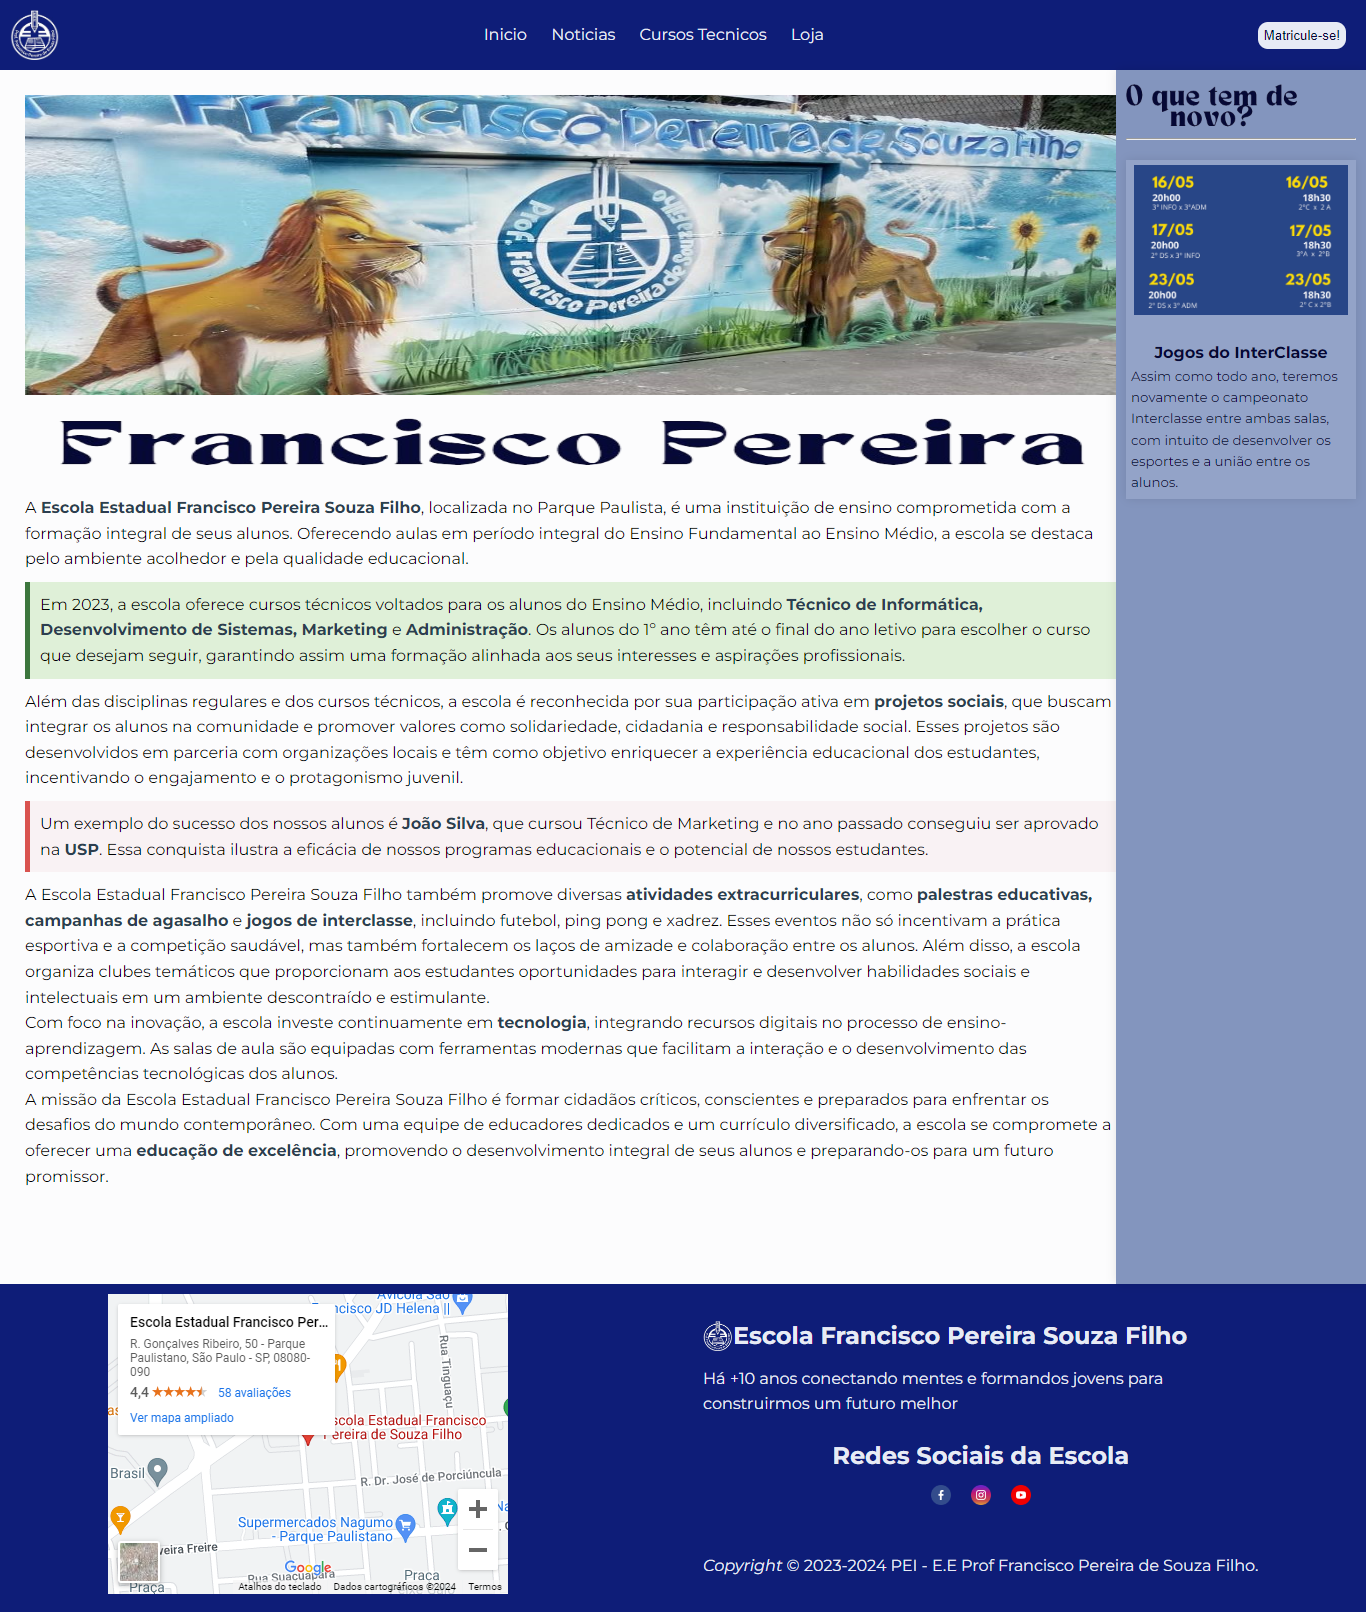 Inicio Noticias Cursos Tecnicos Loja Matricule-se!
Francisco Pereira de Souza Filho
Prof. Francisco Pereira de Souza Filho
Francisco Pereira
A Escola Estadual Francisco Pereira Souza Filho, localizada no Parque Paulista, é uma instituição de ensino comprometida com a
formação integral de seus alunos. Oferecendo aulas em período integral do Ensino Fundamental ao Ensino Médio, a escola se destaca
pelo ambiente acolhedor e pela qualidade educacional.
Em 2023, a escola oferece cursos técnicos voltados para os alunos do Ensino Médio, incluindo Técnico de Informática,
Desenvolvimento de Sistemas, Marketing e Administração. Os alunos do 1º ano têm até o final do ano letivo para escolher o curso
que desejam seguir, garantindo assim uma formação alinhada aos seus interesses e aspirações profissionais.
Além das disciplinas regulares e dos cursos técnicos, a escola é reconhecida por sua participação ativa em projetos sociais, que buscam
integrar os alunos na comunidade e promover valores como solidariedade, cidadania e responsabilidade social. Esses projetos são
desenvolvidos em parceria com organizações locais e têm como objetivo enriquecer a experiência educacional dos estudantes,
incentivando o engajamento e o protagonismo juvenil.
Um exemplo do sucesso dos nossos alunos é João Silva, que cursou Técnico de Marketing e no ano passado conseguiu ser aprovado
na USP. Essa conquista ilustra a eficácia de nossos programas educacionais e o potencial de nossos estudantes.
A Escola Estadual Francisco Pereira Souza Filho também promove diversas atividades extracurriculares, como palestras educativas,
campanhas de agasalho e jogos de interclasse, incluindo futebol, ping pong e xadrez. Esses eventos não só incentivam a prática
esportiva e a competição saudável, mas também fortalecem os laços de amizade e colaboração entre os alunos. Além disso, a escola
organiza clubes temáticos que proporcionam aos estudantes oportunidades para interagir e desenvolver habilidades sociais e
intelectuais em um ambiente descontraído e estimulante.
Com foco na inovação, a escola investe continuamente em tecnologia, integrando recursos digitais no processo de ensino-
aprendizagem. As salas de aula são equipadas com ferramentas modernas que facilitam a interação e o desenvolvimento das
competências tecnológicas dos alunos.
A missão da Escola Estadual Francisco Pereira Souza Filho é formar cidadãos críticos, conscientes e preparados para enfrentar os
desafios do mundo contemporâneo. Com uma equipe de educadores dedicados e um currículo diversificado, a escola se compromete a
oferecer uma educação de excelência, promovendo o desenvolvimento integral de seus alunos e preparando-os para um futuro
promissor.
O que tem de
novo?
16/05 16/05
20h00 18h30
3º INFO x 3ºADM 2ºC x 2 A
17/05 17/05
20h00 18h30
2º DS x 3º INFO 3ºA x 2ºB
23/05 23/05
20h00 18h30
2º DS x 3º ADM 2º C x 2ºB
Jogos do InterClasse
Assim como todo ano, teremos
novamente o campeonato
Interclasse entre ambas salas,
com intuito de desenvolver os
esportes e a união entre os
alunos.
Avícola São
Francisco JD Helena ||
Escola Estadual Francisco Per...
R. Gonçalves Ribeiro, 50 - Parque
Paulistano, São Paulo - SP, 08080-
090
4,4 58 avaliações
Ver mapa ampliado
Rua Tinguaçu
scola Estadual Francisco
Pereira de Souza Filho
Brasil
R. Dr. José de Porciúncula
Supermercados Nagumo
- Parque Paulistano
veira Freire
Google
Rua Suacuapara
Praça
Praça
Atalhos do teclado Dados cartográficos ©2024 Termos
Escola Francisco Pereira Souza Filho
Há +10 anos conectando mentes e formandos jovens para
construirmos um futuro melhor
Redes Sociais da Escola
Copyright © 2023-2024 PEI - E.E Prof Francisco Pereira de Souza Filho.